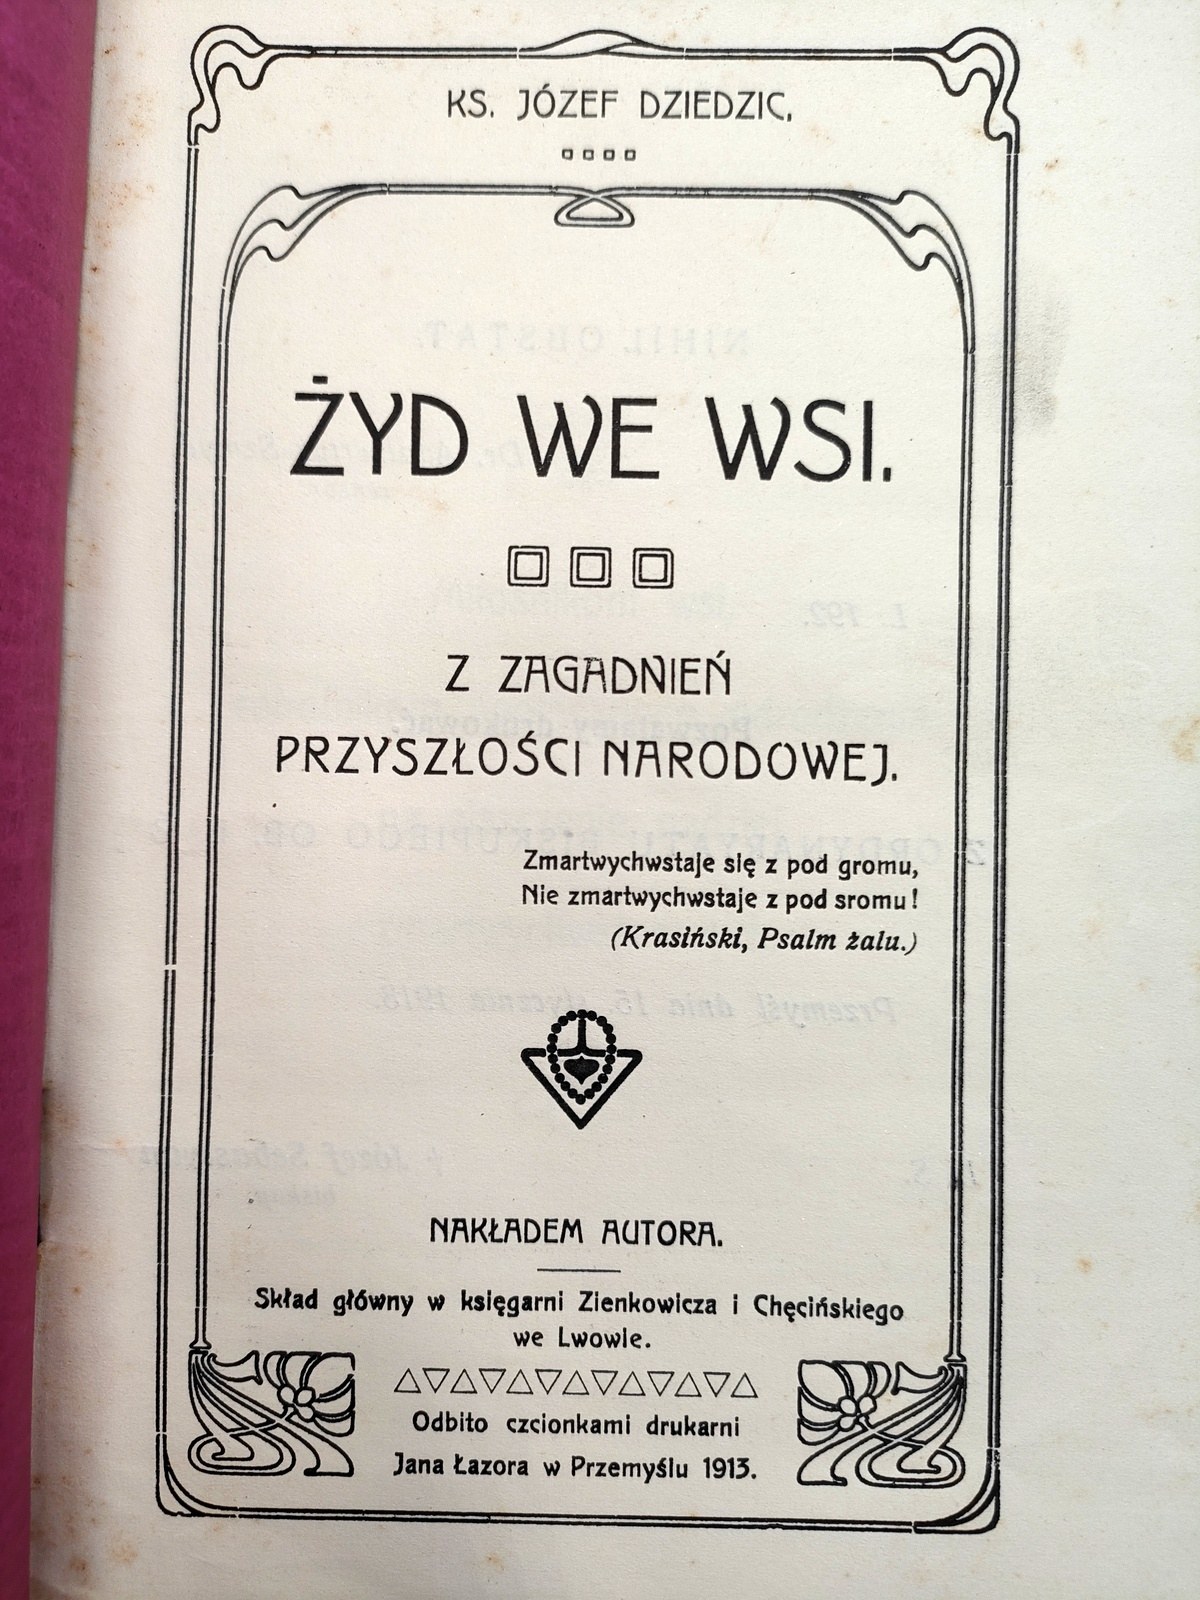 KS. JÓZEF DZIEDZIC,
ŻYD WE WSI.
Z ZAGADNIEŃ
PRZYSZŁOŚCI NARODOWEJ.
Zmartwychwstaje się z pod gromu,
Nie zmartwychwstaje z pod sromu!
(Krasiński, Psalm żalu.)
NAKŁADEM AUTORA.
Skład główny w księgarni Zienkowicza i Chęcińskiego
we Lwowie.
Odbito czcionkami drukarni
Jana Łazora w Przemyślu 1913.